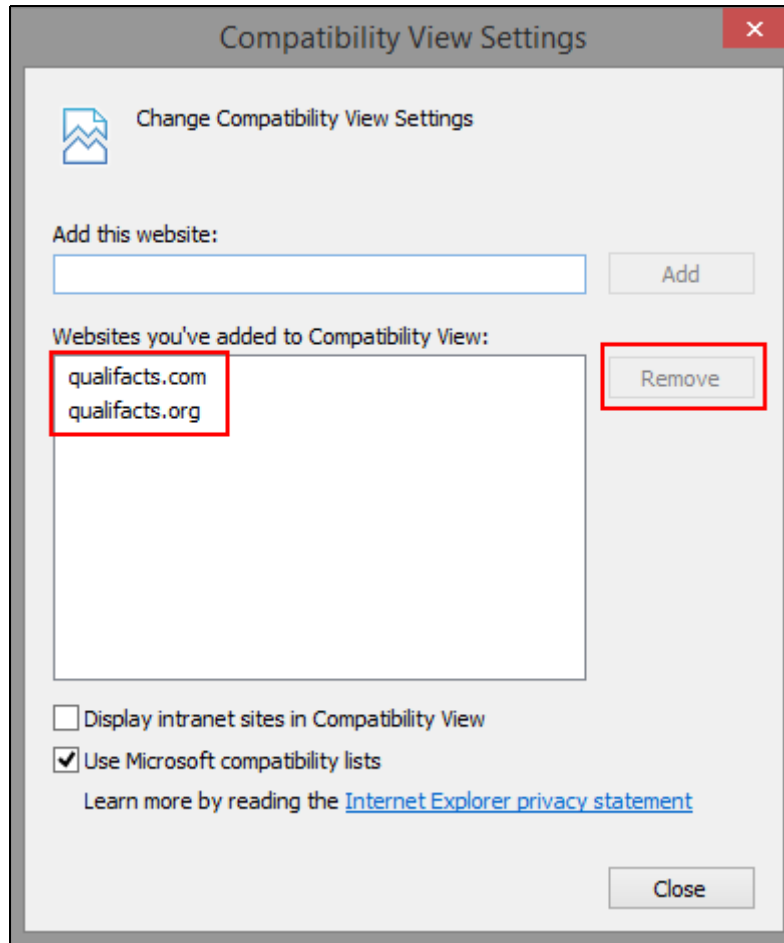 Compatibility View Settings
Change Compatibility View Settings
Add this website:
Add
Websites you've added to Compatibility View:
qualifacts.com
qualifacts.org
Remove
Display intranet sites in Compatibility View
Use Microsoft compatibility lists
Learn more by reading the Internet Explorer privacy statement
Close